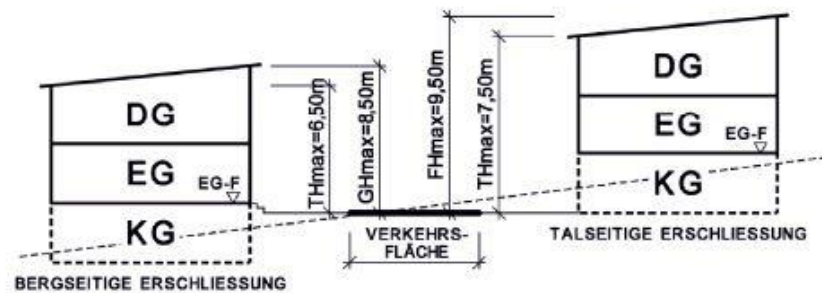 DG
EG
EG-F
KG
BERGSEITIGE ERSCHLIESSUNG
THmax=6,50m
GHmax=8,50m
FHmax=9,50m
THmax=7,50m
VERKEHRS-
FLÄCHE
DG
EG
EG-F
KG
TALSEITIGE ERSCHLIESSUNG